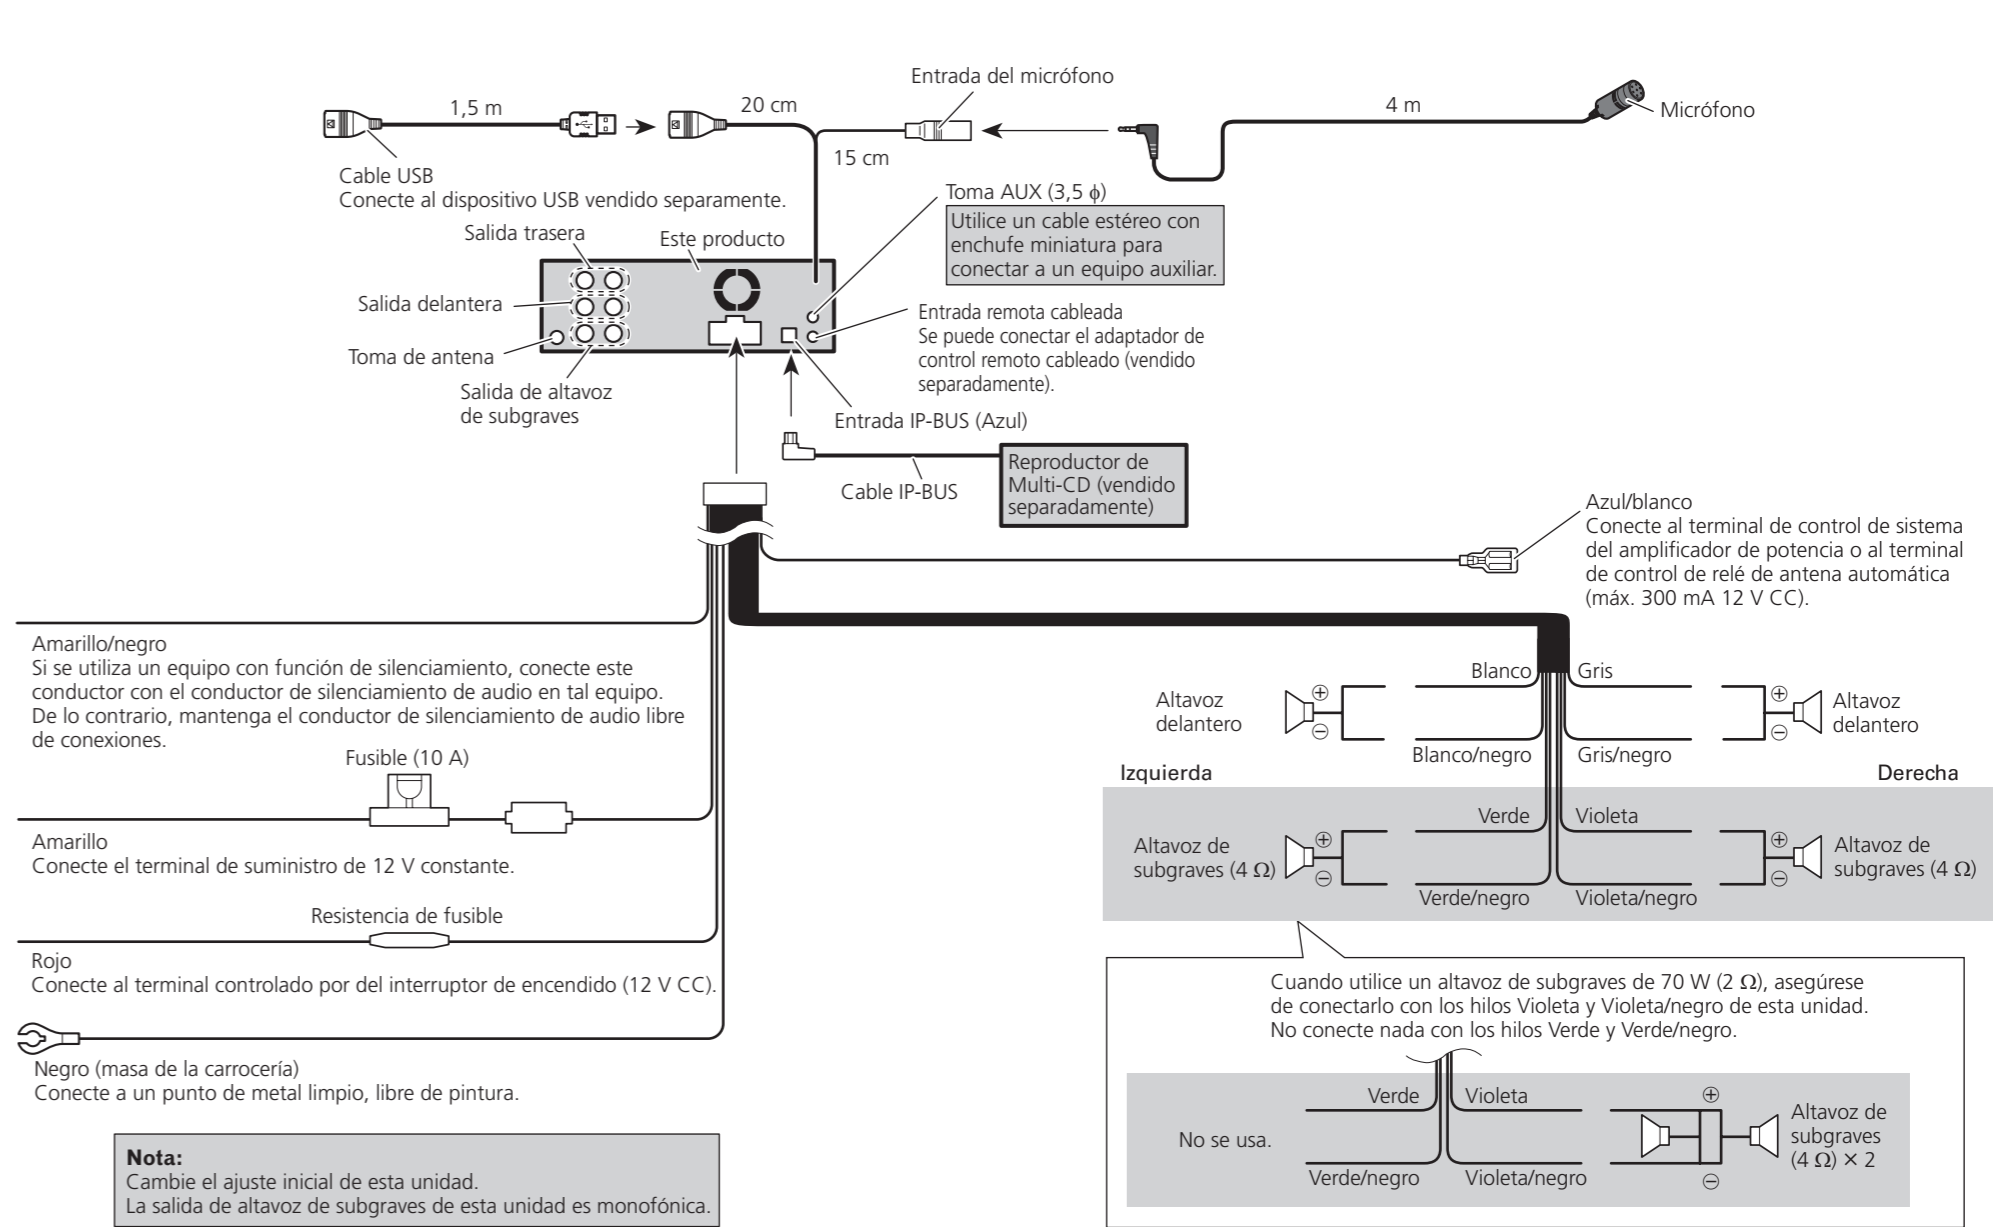 Entrada del micrófono
1,5 m
20 cm
4 m
Micrófono
15 cm
Cable USB
Conecte al dispositivo USB vendido separamente.
Toma AUX (3,5 ϕ)
Utilice un cable estéreo con
enchufe miniatura para
conectar a un equipo auxiliar.
Salida trasera
Este producto
Salida delantera
Toma de antena
Salida de altavoz
de subgraves
Entrada remota cableada
Se puede conectar el adaptador de
control remoto cableado (vendido
separadamente).
Entrada IP-BUS (Azul)
Cable IP-BUS
Reproductor de
Multi-CD (vendido
separadamente)
Azul/blanco
Conecte al terminal de control de sistema
del amplificador de potencia o al terminal
de control de relé de antena automática
(máx. 300 mA 12 V CC).
Amarillo/negro
Si se utiliza un equipo con función de silenciamiento, conecte este
conductor con el conductor de silenciamiento de audio en tal equipo.
De lo contrario, mantenga el conductor de silenciamiento de audio libre
de conexiones.
Fusible (10 A)
Amarillo
Conecte el terminal de suministro de 12 V constante.
Resistencia de fusible
Rojo
Conecte al terminal controlado por del interruptor de encendido (12 V CC).
Negro (masa de la carrocería)
Conecte a un punto de metal limpio, libre de pintura.
Nota:
Cambie el ajuste inicial de esta unidad.
La salida de altavoz de subgraves de esta unidad es monofónica.
Blanco
Gris
Altavoz
delantero
⊕
⊖
⊕
⊖
Altavoz
delantero
Blanco/negro
Gris/negro
Izquierda
Derecha
Verde
Violeta
Altavoz de
subgraves (4 Ω)
⊕
⊖
⊕
⊖
Altavoz de
subgraves (4 Ω)
Verde/negro
Violeta/negro
Cuando utilice un altavoz de subgraves de 70 W (2 Ω), asegúrese
de conectarlo con los hilos Violeta y Violeta/negro de esta unidad.
No conecte nada con los hilos Verde y Verde/negro.
Verde
Violeta
No se usa.
⊕
⊖
Altavoz de
subgraves
(4 Ω) × 2
Verde/negro
Violeta/negro